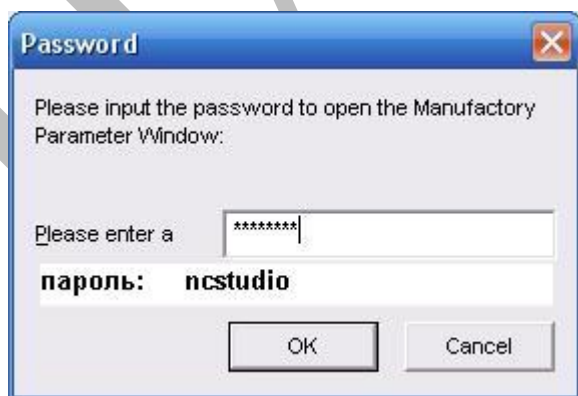 Password
Please input the password to open the Manufactory
Parameter Window:
Please enter a ********
пароль: ncstudio
OK Cancel